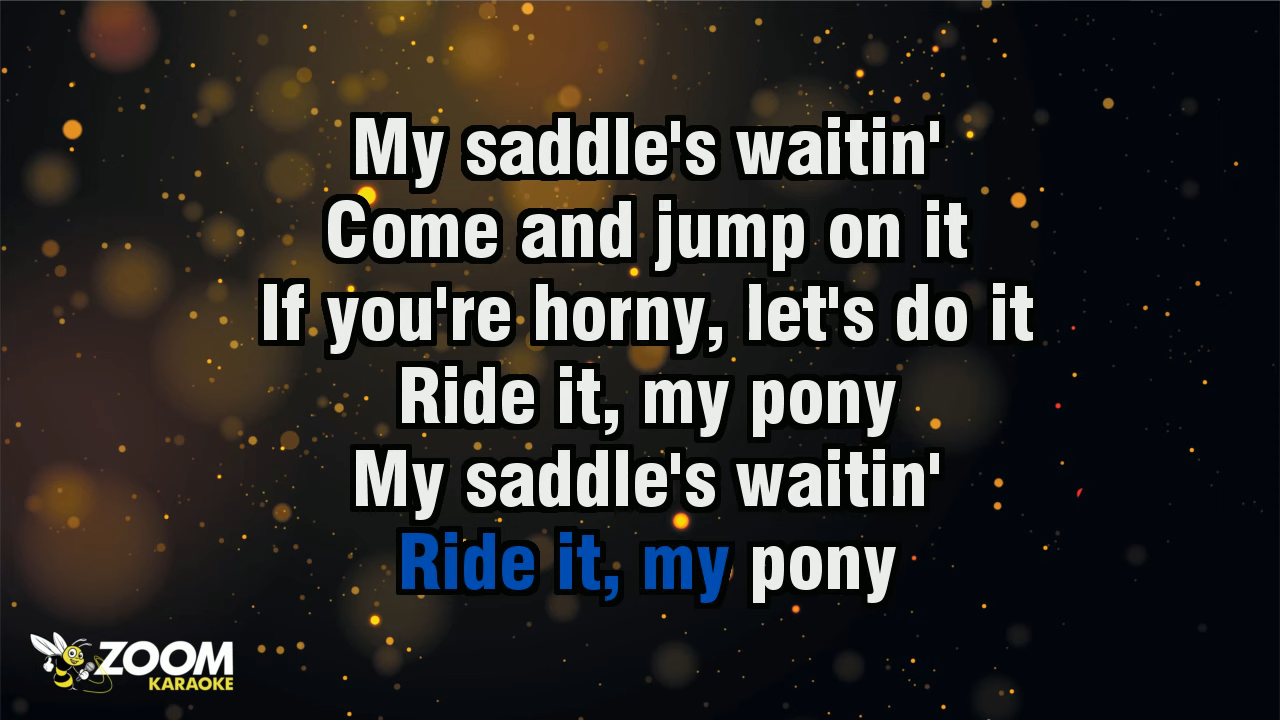 My saddle's waitin'
Come and jump on it
If you're horny, let's do it
Ride it, my pony
My saddle's waitin'
Ride it, my pony
ZOOM
KARAOKE